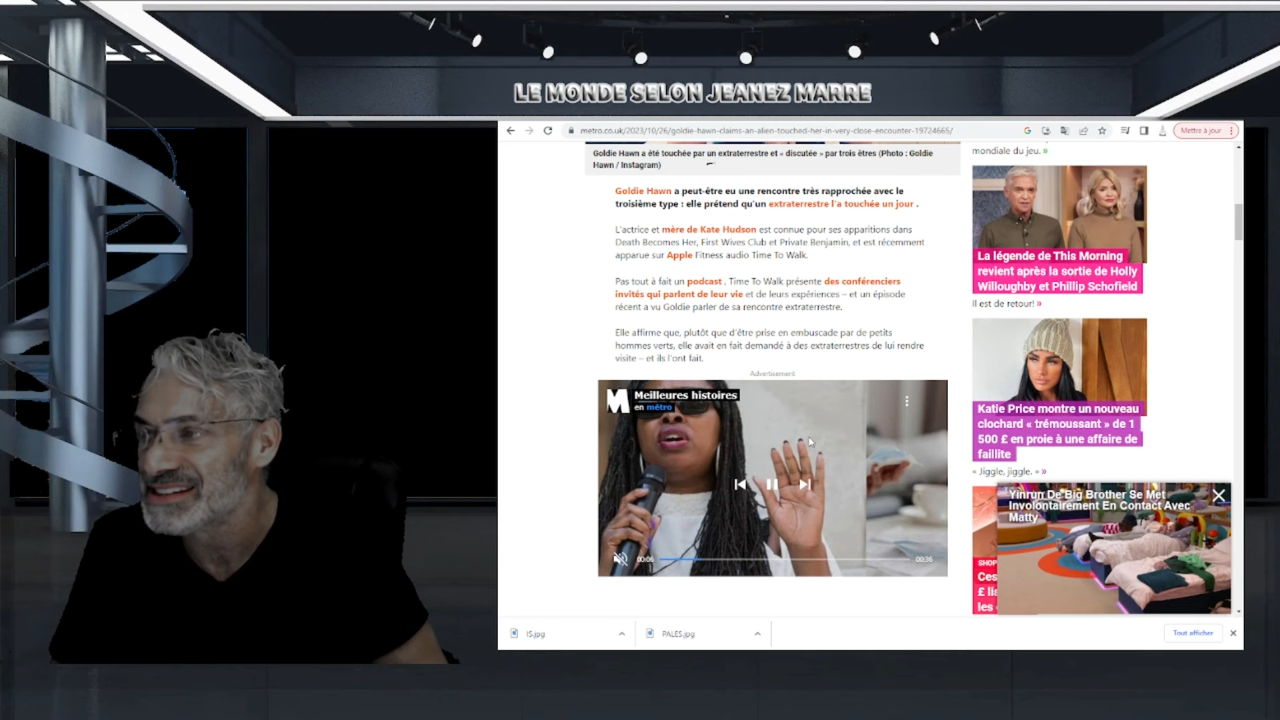 LE MONDE SELON JEANEZ MARRE
metro.co.uk/2023/10/26/goldie-hawn-claims-an-alien-touched-her-in-very-close-encounter-19724665/
Mettre à jour
Goldie Hawn a été touchée par un extraterrestre et « discutée » par trois êtres (Photo : Goldie
Hawn / Instagram)
Goldie Hawn a peut-être eu une rencontre très rapprochée avec le
troisième type : elle prétend qu'un extraterrestre l'a touchée un jour .
L'actrice et mère de Kate Hudson est connue pour ses apparitions dans
Death Becomes Her, First Wives Club et Private Benjamin, et est récemment
apparue sur Apple Fitness audio Time To Walk.
Pas tout à fait un podcast , Time To Walk présente des conférenciers
invités qui parlent de leur vie et de leurs expériences – et un épisode
récent a vu Goldie parler de sa rencontre extraterrestre.
Elle affirme que, plutôt que d'être prise en embuscade par de petits
hommes verts, elle avait en fait demandé à des extraterrestres de lui rendre
visite – et ils l'ont fait.
Advertisement
M Meilleures histoires
en métro
00:06
00:36
mondiale du jeu. »
La légende de This Morning
revient après la sortie de Holly
Willoughby et Phillip Schofield
Il est de retour! »
Katie Price montre un nouveau
clochard « trémoussant » de 1
500 £ en proie à une affaire de
faillite
« Jiggle, jiggle. » »
Yinrun De Big Brother Se Met
Involontairement En Contact Avec
Matty
SHOP
Ces
£ lis
les
IS.jpg
PALES.jpg
Tout afficher